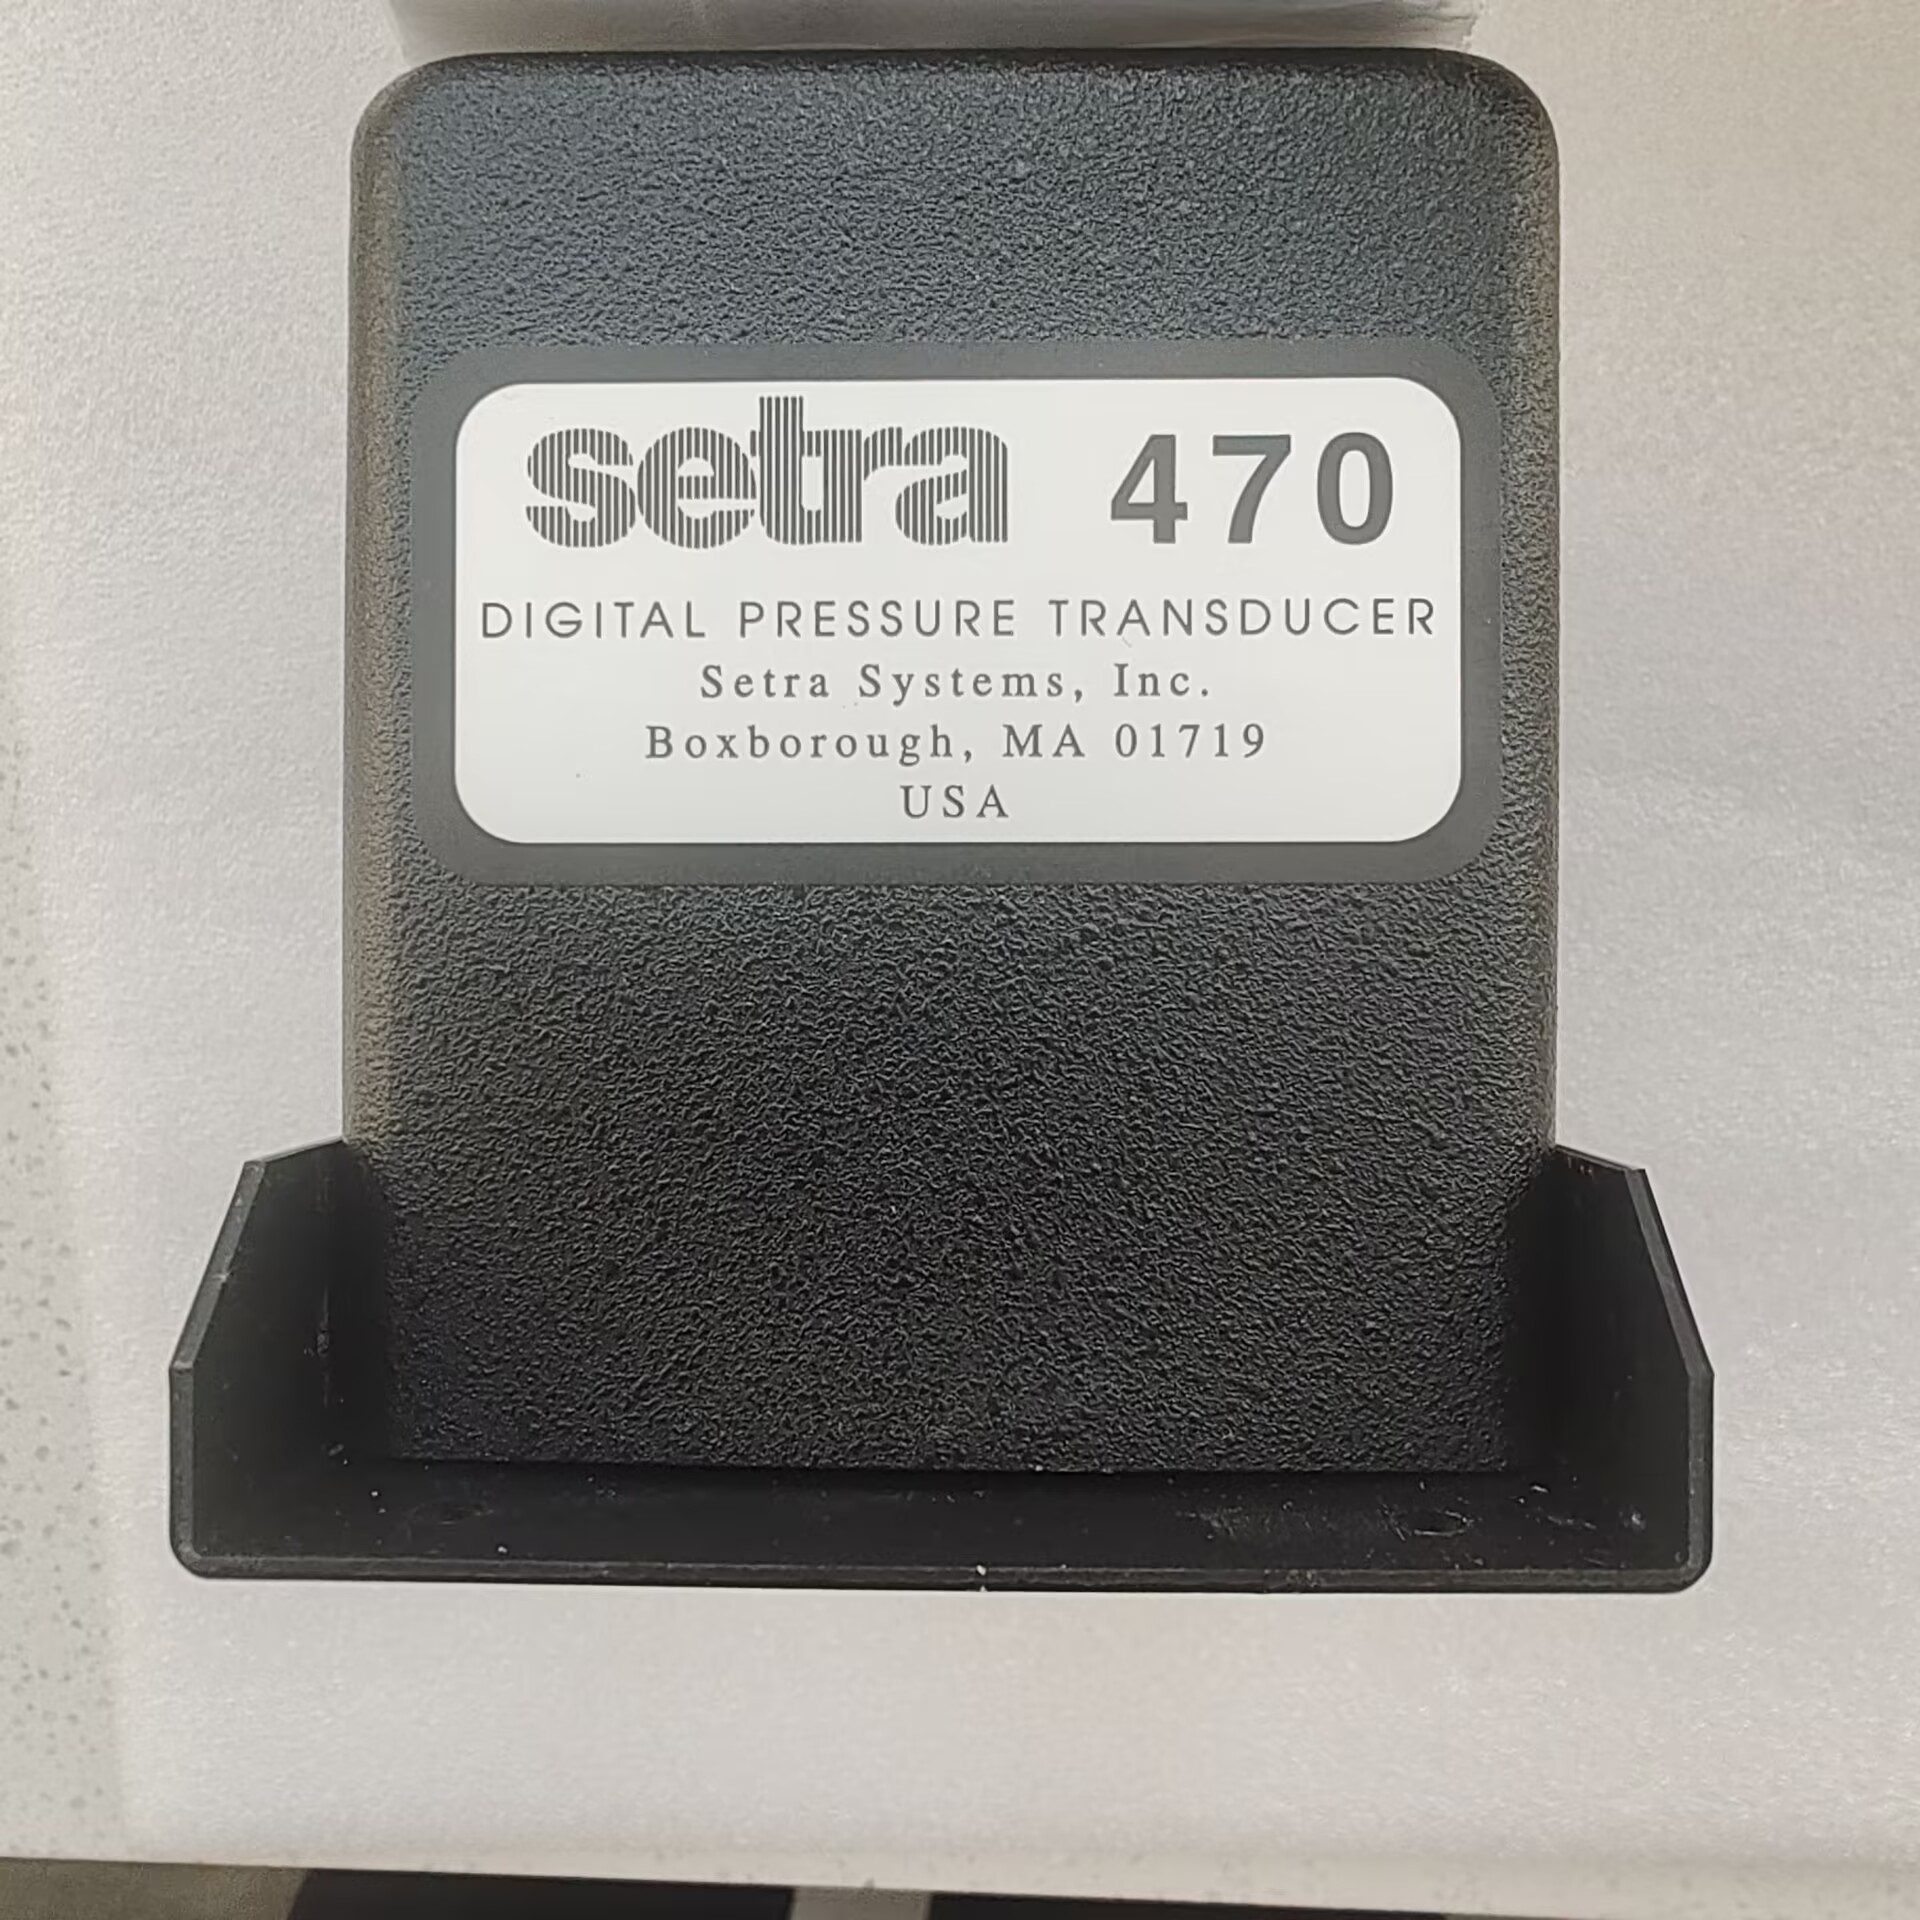 setra 470
DIGITAL PRESSURE TRANSDUCER
Setra Systems, Inc.
Boxborough, MA 01719
USA